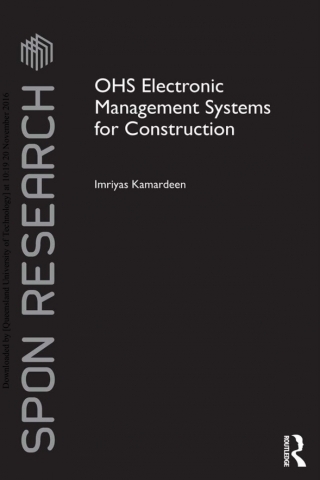 OHS Electronic
Management Systems
for Construction
Imriyas Kamardeen
SPON RESEARCH
Downloaded by [Queensland University of Technology] at 10:19 20 November 2016
ROUTLEDGE